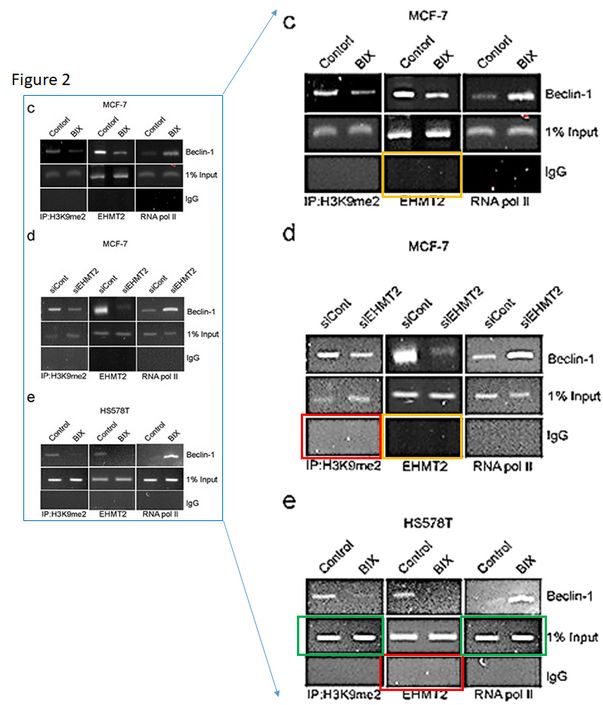 Figure 2
c
MCF-7
Contorl BIX Contorl BIX Contorl BIX
Beclin-1
1% Input
IgG
IP:H3K9me2 EHMT2 RNA pol II
d
MCF-7
siCont siEHMT2 siCont siEHMT2 siCont siEHMT2
Beclin-1
1% Input
IgG
IP:H3K9me2 EHMT2 RNA pol II
e
HS578T
Control BIX Control BIX Control BIX
Beclin-1
1% Input
IgG
IP:H3K9me2 EHMT2 RNA pol II
c
MCF-7
Contorl BIX Contorl BIX Contorl BIX
Beclin-1
1% Input
IgG
IP:H3K9me2 EHMT2 RNA pol II
d
MCF-7
siCont siEHMT2 siCont siEHMT2 siCont siEHMT2
Beclin-1
1% Input
IgG
IP:H3K9me2 EHMT2 RNA pol II
e
HS578T
Control BIX Control BIX Control BIX
Beclin-1
1% Input
IgG
IP:H3K9me2 EHMT2 RNA pol II